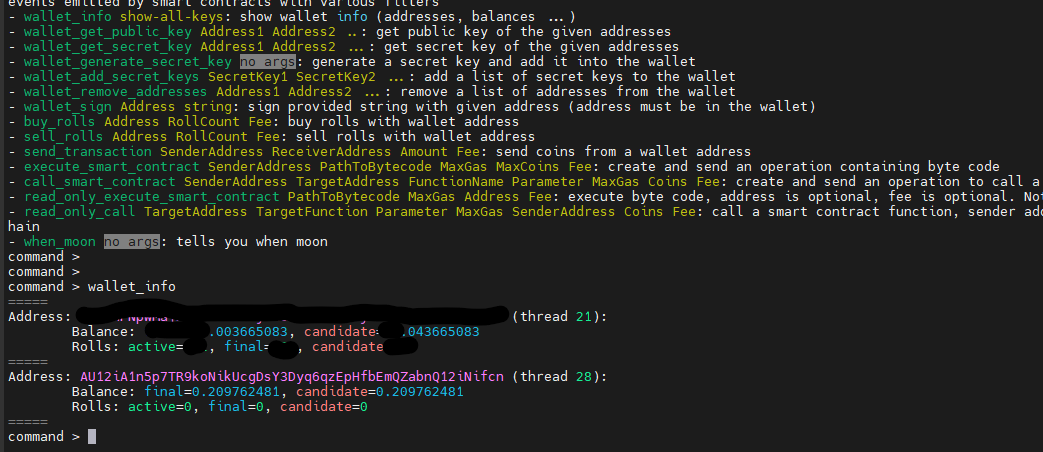 events emitted by smart contracts with various filters
- wallet_info show-all-keys: show wallet info (addresses, balances ...)
- wallet_get_public_key Address1 Address2 ..: get public key of the given addresses
- wallet_get_secret_key Address1 Address2 ...: get secret key of the given addresses
- wallet_generate_secret_key no args: generate a secret key and add it into the wallet
- wallet_add_secret_keys SecretKey1 SecretKey2 ...: add a list of secret keys to the wallet
- wallet_remove_addresses Address1 Address2 ...: remove a list of addresses from the wallet
- wallet_sign Address string: sign provided string with given address (address must be in the wallet)
- buy_rolls Address RollCount Fee: buy rolls with wallet address
- sell_rolls Address RollCount Fee: sell rolls with wallet address
- send_transaction SenderAddress ReceiverAddress Amount Fee: send coins from a wallet address
- execute_smart_contract SenderAddress PathToBytecode MaxGas MaxCoins Fee: create and send an operation containing byte code
- call_smart_contract SenderAddress TargetAddress FunctionName Parameter MaxGas Coins Fee: create and send an operation to call a
- read_only_execute_smart_contract PathToBytecode MaxGas Address Fee: execute byte code, address is optional, fee is optional. Not
- read_only_call TargetAddress TargetFunction Parameter MaxGas SenderAddress Coins Fee: call a smart contract function, sender add
hain
- when_moon no args: tells you when moon
command >
command >
command > wallet_info
=====
Address: (thread 21):
Balance: .003665083, candidate= .043665083
Rolls: active= , final= , candidate
=====
Address: AU12iA1n5p7TR9koNikUcgDsY3Dyq6qzEpHfbEmQZabnQ12iNifcn (thread 28):
Balance: final=0.209762481, candidate=0.209762481
Rolls: active=0, final=0, candidate=0
=====
command >